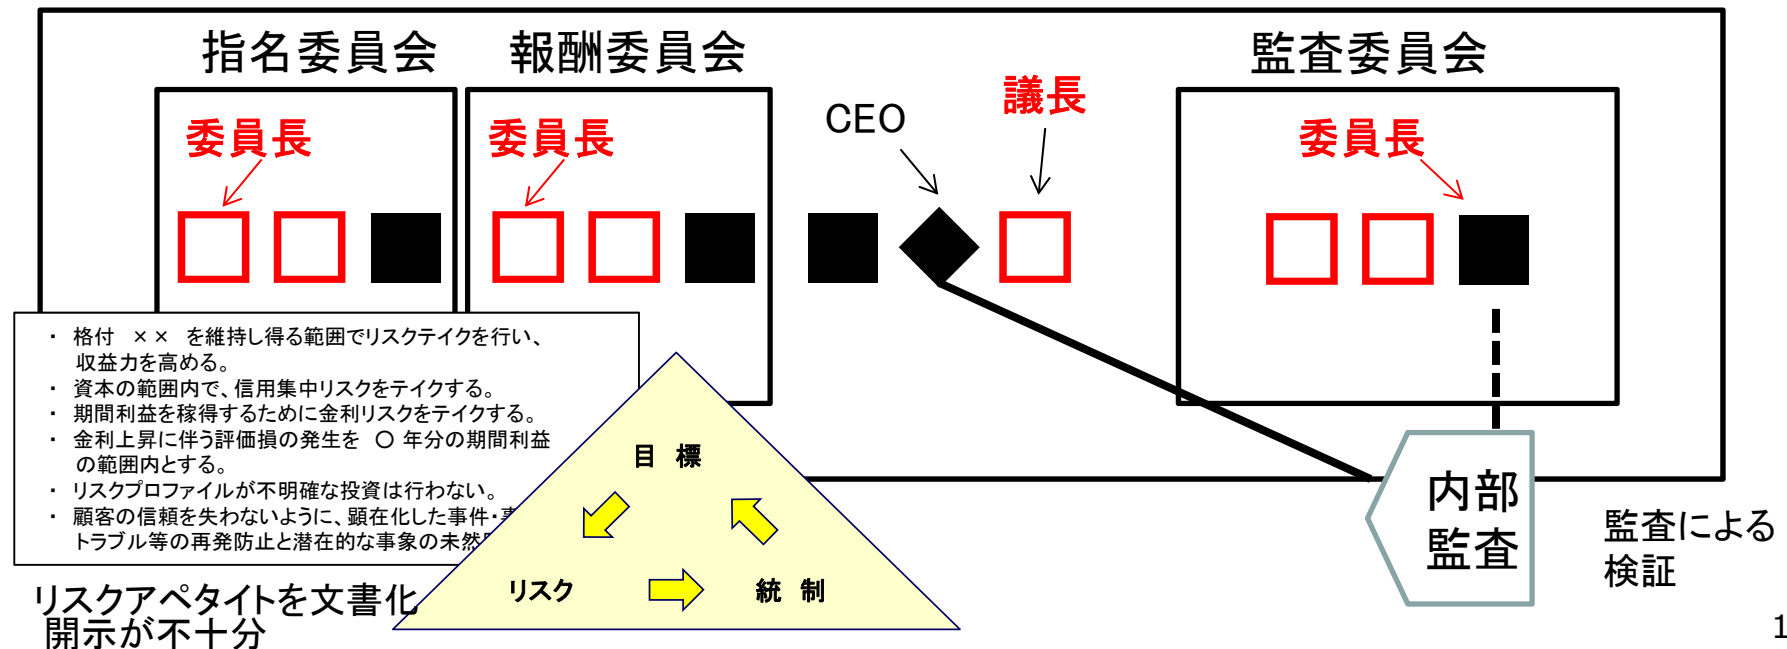 指名委員会
報酬委員会
監査委員会
委員長
委員長
CEO
議長
委員長
・ 格付 ×× を維持し得る範囲でリスクテイクを行い、
収益力を高める。
・ 資本の範囲内で、信用集中リスクをテイクする。
・ 期間利益を稼得するために金利リスクをテイクする。
・ 金利上昇に伴う評価損の発生を 〇 年分の期間利益
の範囲内とする。
・ リスクプロファイルが不明確な投資は行わない。
・ 顧客の信頼を失わないように、顕在化した事件・
トラブル等の再発防止と潜在的な事象の未然
目 標
リスク
統 制
内部
監査
監査による
検証
リスクアペタイトを文書化
開示が不十分
1